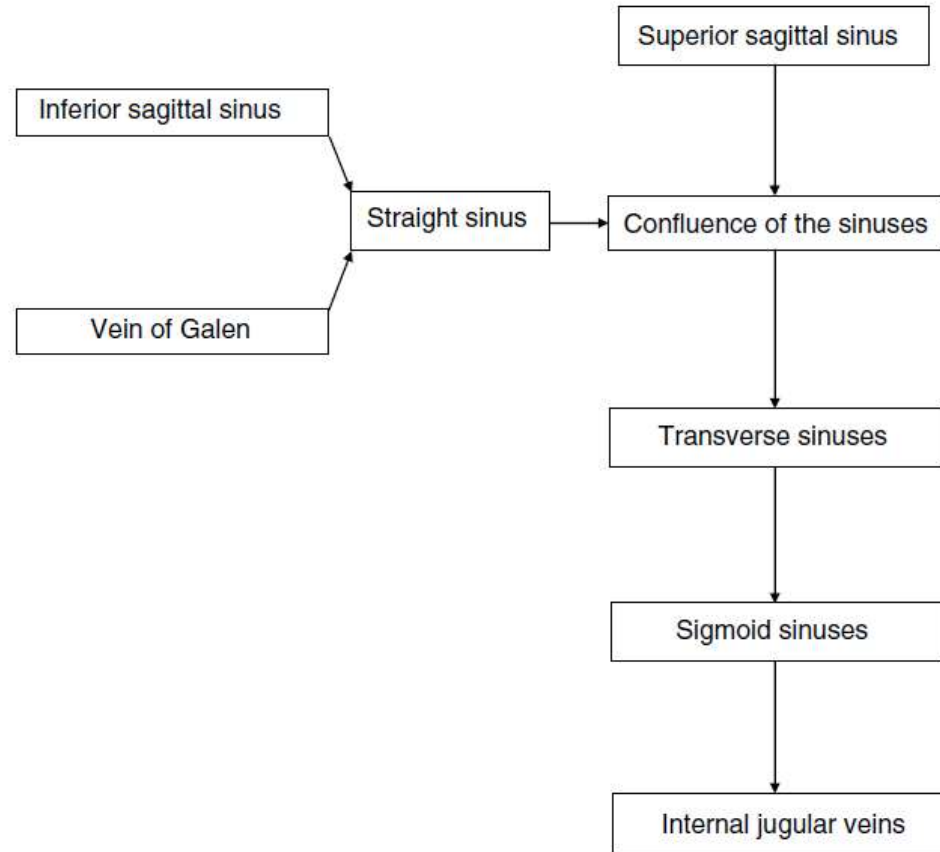 Superior sagittal sinus
Inferior sagittal sinus
Straight sinus
Confluence of the sinuses
Vein of Galen
Transverse sinuses
Sigmoid sinuses
Internal jugular veins